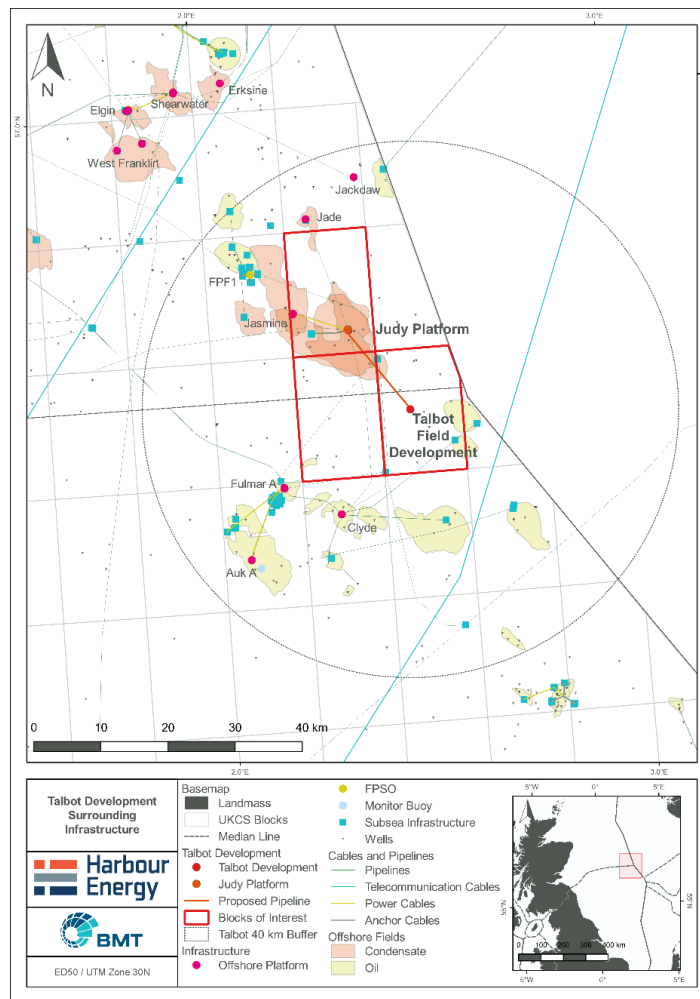 2.0°E
3.0°E
N
57.0°N
Erksine
Shearwater
Elgin
West Franklin
Jackdaw
Jade
FPF1
Jasmine
Judy Platform
Talbot
Field
Development
Fulmar A
Clyde
Auk A
0 10 20 30 40 km
2.0°E
3.0°E
Talbot Development
Surrounding
Infrastructure
Harbour
Energy
BMT
ED50 / UTM Zone 30N
Basemap
Landmass
UKCS Blocks
Median Line
Talbot Development
Talbot Development
Judy Platform
Proposed Pipeline
Blocks of Interest
Talbot 40 km Buffer
Infrastructure
Offshore Platform
FPSO
Monitor Buoy
Subsea Infrastructure
Wells
Cables and Pipelines
Pipelines
Telecommunication Cables
Power Cables
Anchor Cables
Offshore Fields
Condensate
Oil
5°W 0° 5°E
55°N
55°N
0 100 200 300 400 km
5°W 0° 5°E